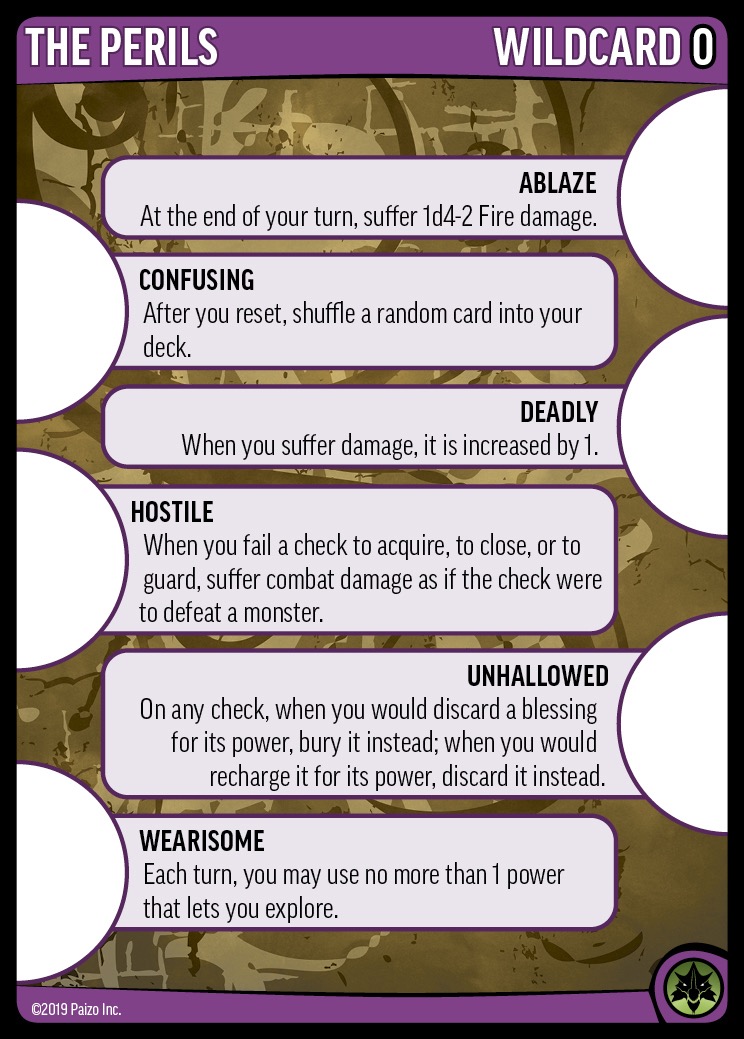 THE PERILS
WILDCARD 0
ABLAZE
At the end of your turn, suffer 1d4-2 Fire damage.
CONFUSING
After you reset, shuffle a random card into your
deck.
DEADLY
When you suffer damage, it is increased by 1.
HOSTILE
When you fail a check to acquire, to close, or to
guard, suffer combat damage as if the check were
to defeat a monster.
UNHALLOWED
On any check, when you would discard a blessing
for its power, bury it instead; when you would
recharge it for its power, discard it instead.
WEARISOME
Each turn, you may use no more than 1 power
that lets you explore.
©2019 Paizo Inc.